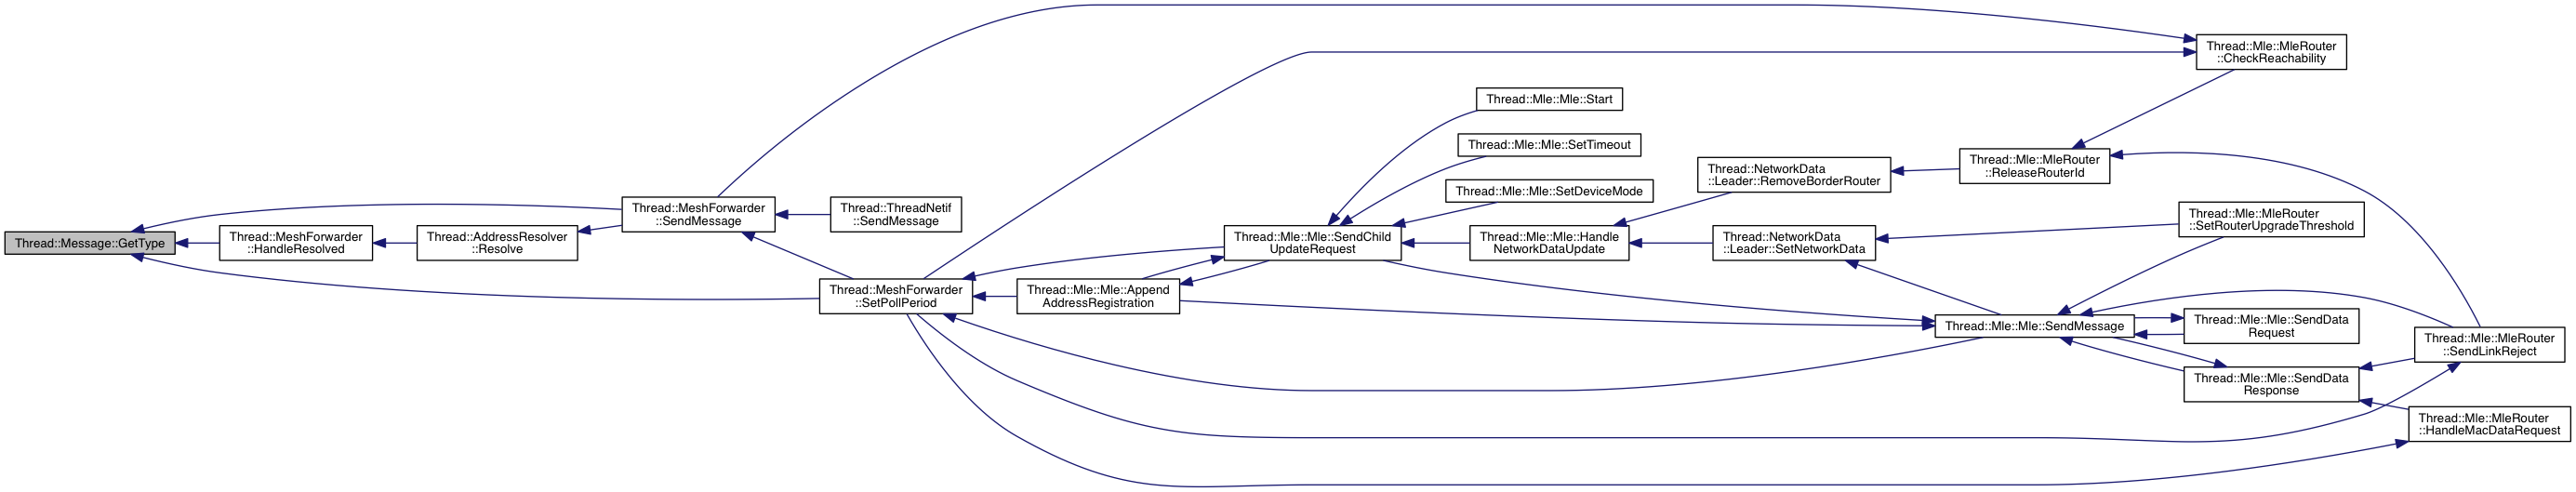 Thread::Message::GetType
Thread::MeshForwarder
::HandleResolved
Thread::AddressResolver
::Resolve
Thread::MeshForwarder
::SendMessage
Thread::ThreadNetif
::SendMessage
Thread::MeshForwarder
::SetPollPeriod
Thread::Mle::Mle::Append
AddressRegistration
Thread::Mle::Mle::SendChild
UpdateRequest
Thread::Mle::Mle::Start
Thread::Mle::Mle::SetTimeout
Thread::Mle::Mle::SetDeviceMode
Thread::Mle::Mle::Handle
NetworkDataUpdate
Thread::NetworkData
::Leader::RemoveBorderRouter
Thread::NetworkData
::Leader::SetNetworkData
Thread::Mle::MleRouter
::ReleaseRouterId
Thread::Mle::Mle::SendMessage
Thread::Mle::MleRouter
::CheckReachability
Thread::Mle::MleRouter
::SetRouterUpgradeThreshold
Thread::Mle::Mle::SendData
Request
Thread::Mle::Mle::SendData
Response
Thread::Mle::MleRouter
::SendLinkReject
Thread::Mle::MleRouter
::HandleMacDataRequest